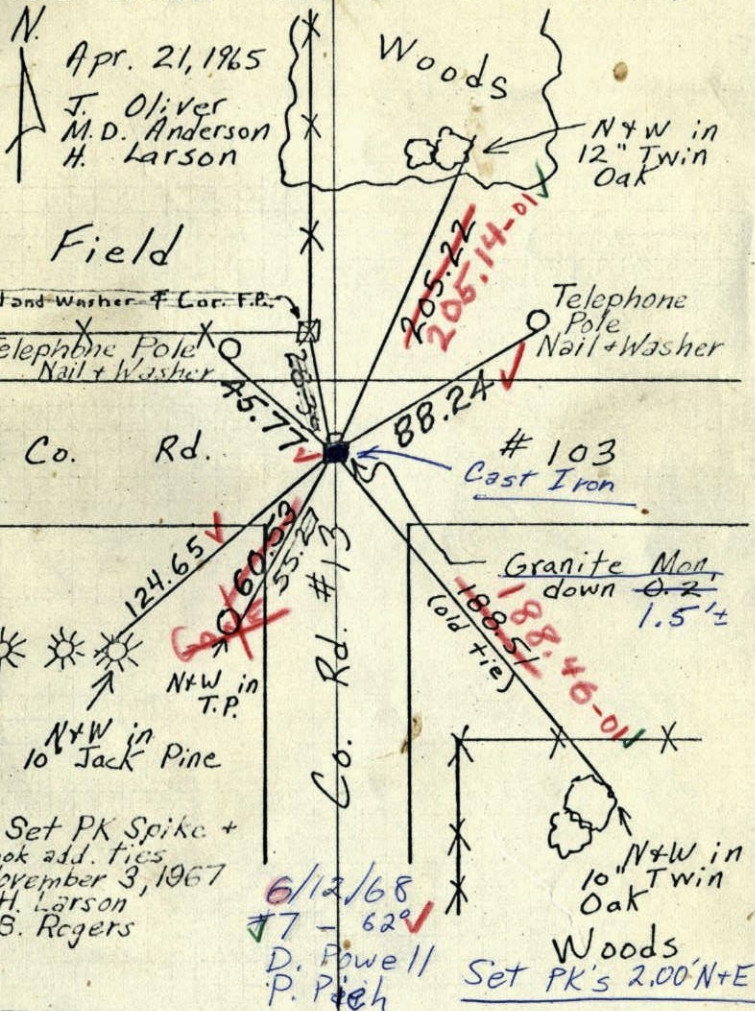 N.
Apr. 21, 1965
J. Oliver
M.D. Anderson
H. Larson
Woods
N+W in
12" Twin
Oak
Field
205.22
205.14-01
and Washer Cor. F.P.
Telephone Pole
Nail + Washer
Telephone
Pole
Nail + Washer
45.77
88.24
Co. Rd. # 103
Cast Iron
124.65
60.53
Granite Mon.
down 0.2'
1.5'±
188.51
188.46-01
(old tie)
Gone
N+W in
T.P.
Co. Rd. #13
N+W in
10" Jack Pine
Set PK Spike +
ook add. ties
ovember 3, 1967
H. Larson
B. Rogers
6/12/68
#7 - 62°
D. Powell
P.
N+W in
10" Twin
Oak
Woods
Set PK's 2.00' N+E